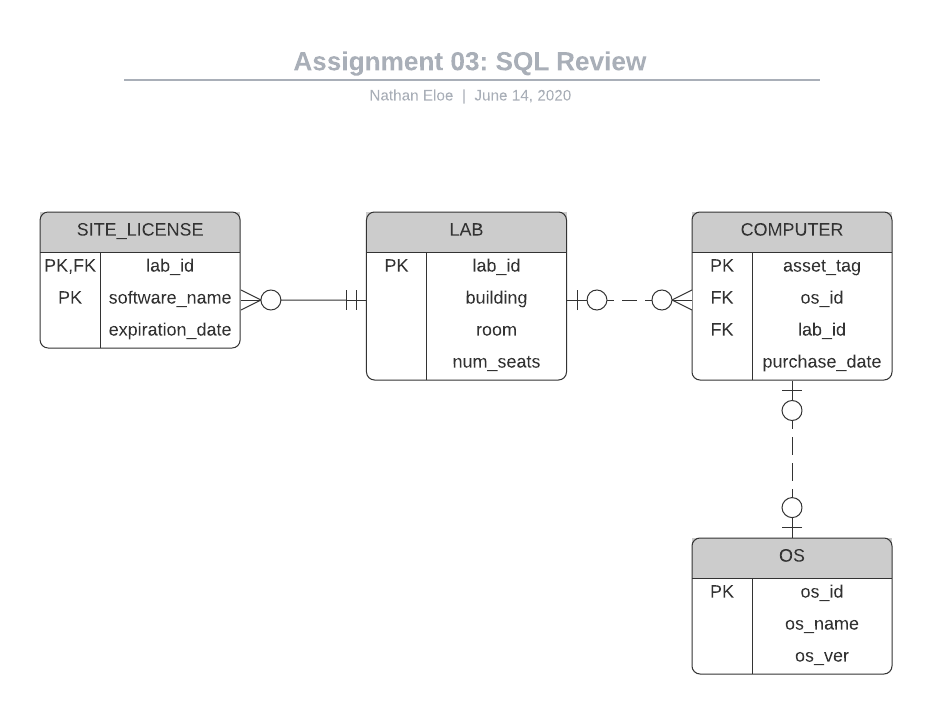 Assignment 03: SQL Review
Nathan Eloe | June 14, 2020
SITE_LICENSE
PK,FK lab_id
PK software_name
expiration_date
LAB
PK lab_id
building
room
num_seats
COMPUTER
PK asset_tag
FK os_id
FK lab_id
purchase_date
OS
PK os_id
os_name
os_ver